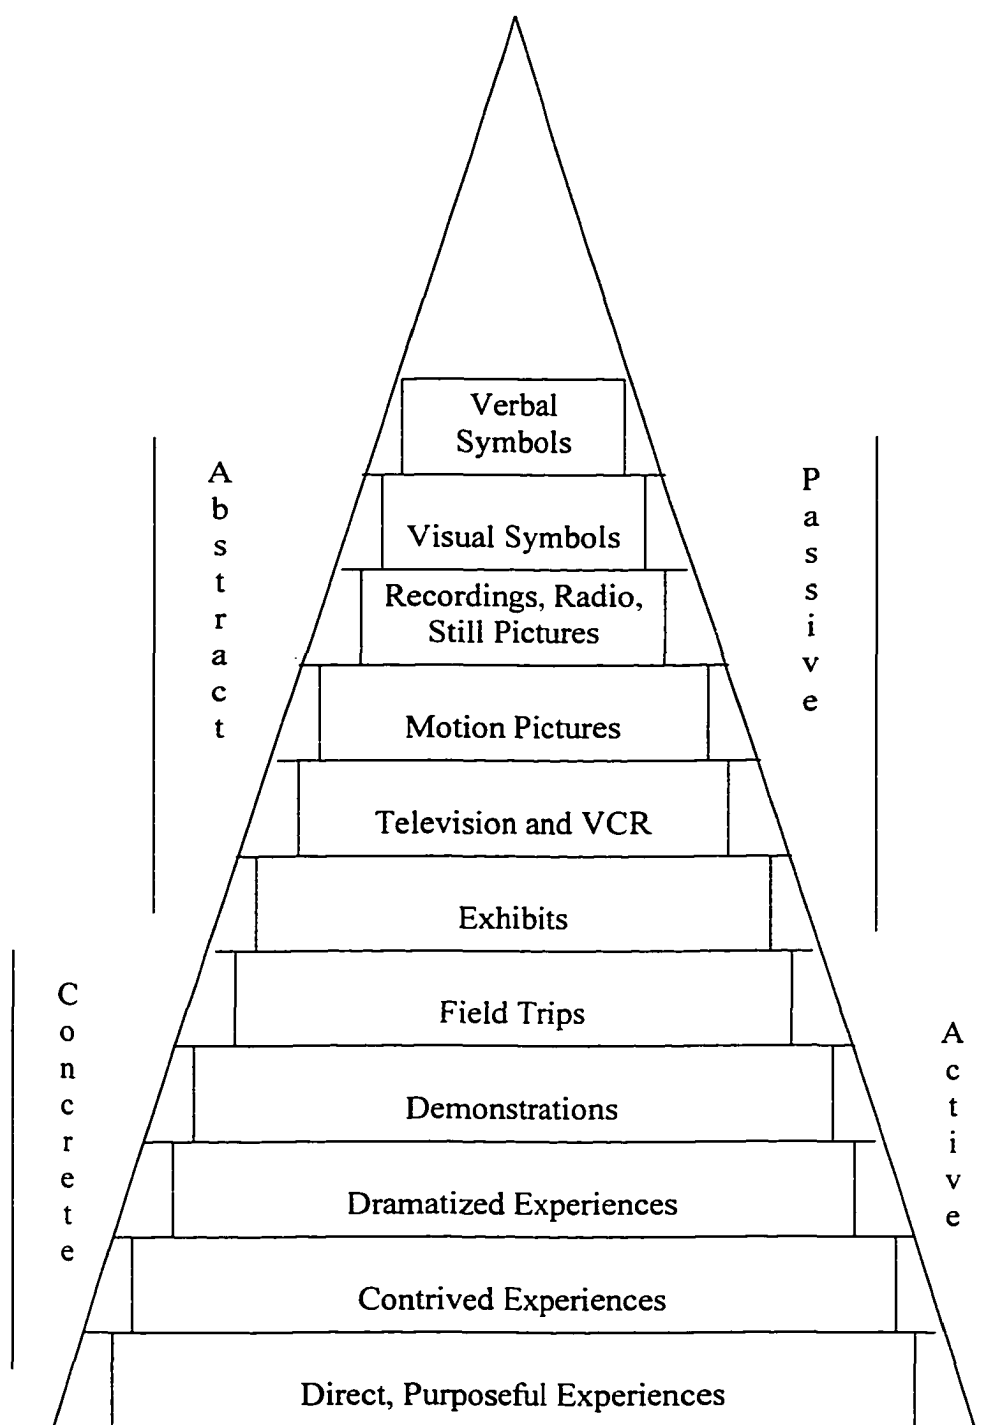 Verbal
Symbols
Visual Symbols
Recordings, Radio,
Still Pictures
Motion Pictures
Television and VCR
Exhibits
Field Trips
Demonstrations
Dramatized Experiences
Contrived Experiences
Direct, Purposeful Experiences
Abstract
Passive
Concrete
Active